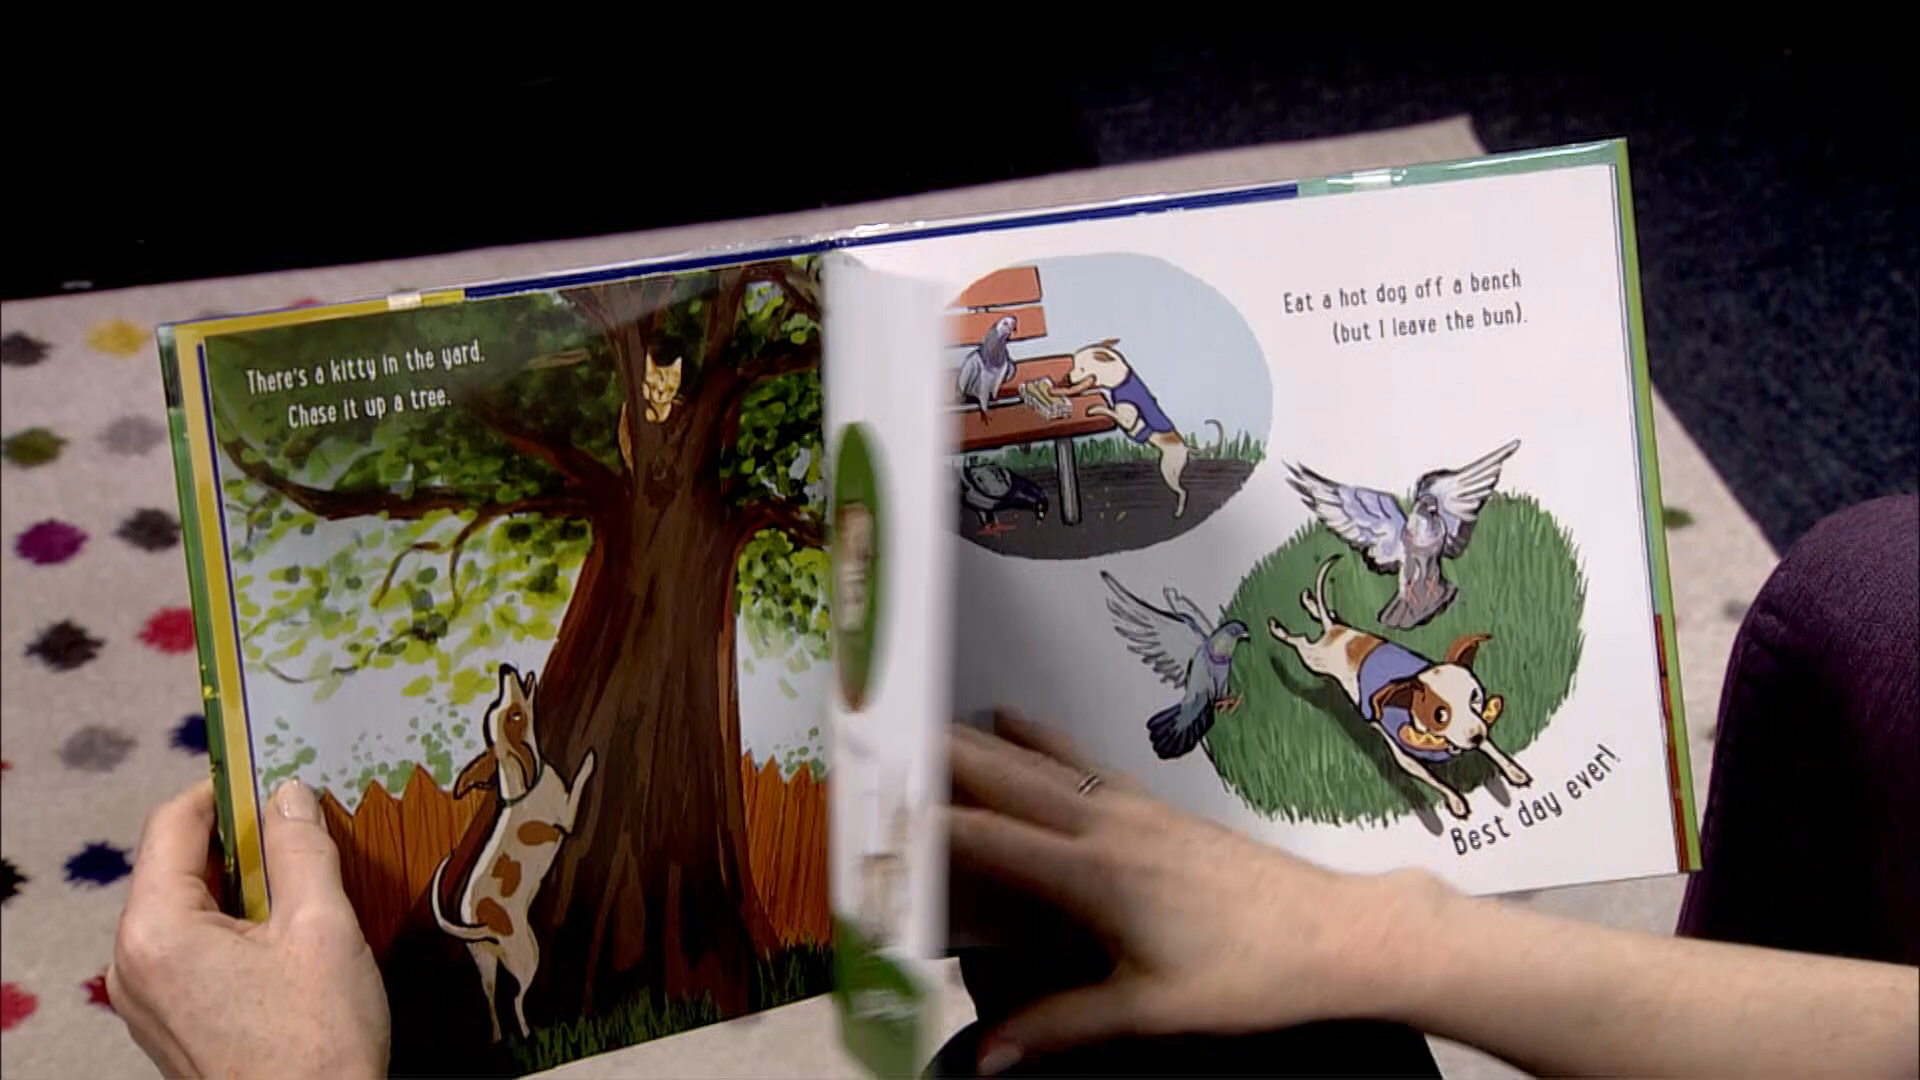 There's a kitty in the yard.
Chase it up a tree.
Eat a hot dog off a bench
(but I leave the bun).
Best day ever!